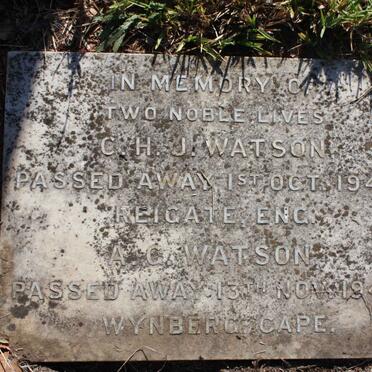 IN MEMORY OF
TWO NOBLE LIVES
C. H. J. WATSON
PASSED AWAY 1ST OCT. 194
REIGATE. ENG.
A. C. WATSON
PASSED AWAY 13TH NOV. 19
WYNBERG. CAPE.